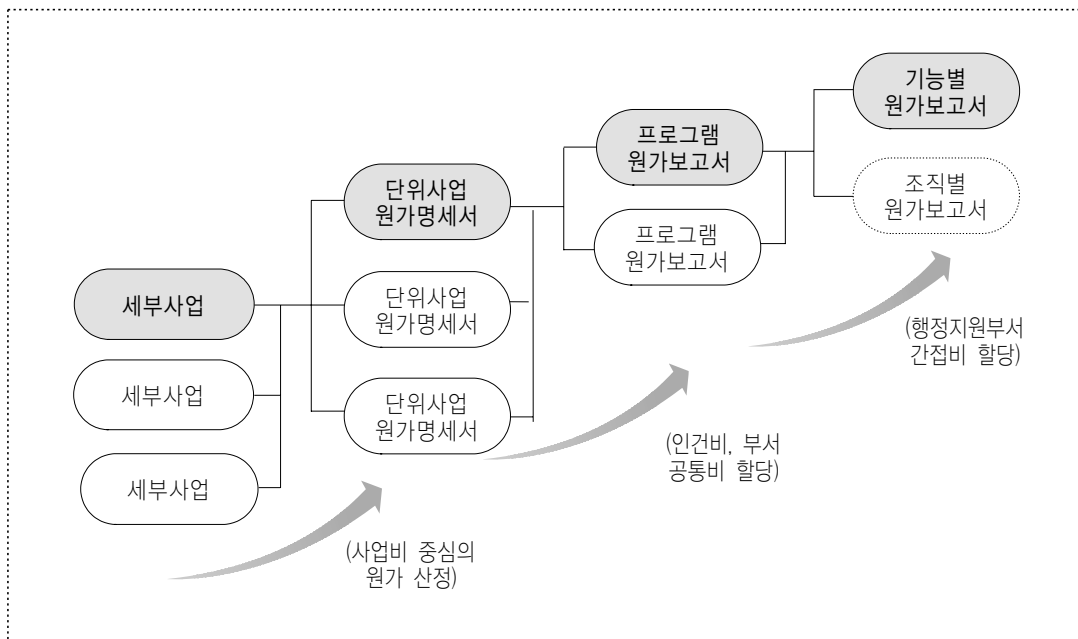 기능별
원가보고서
프로그램
원가보고서
조직별
원가보고서
단위사업
원가명세서
프로그램
원가보고서
세부사업
단위사업
원가명세서
(행정지원부서
간접비 할당)
세부사업
단위사업
원가명세서
(인건비, 부서
공통비 할당)
세부사업
(사업비 중심의
원가 산정)